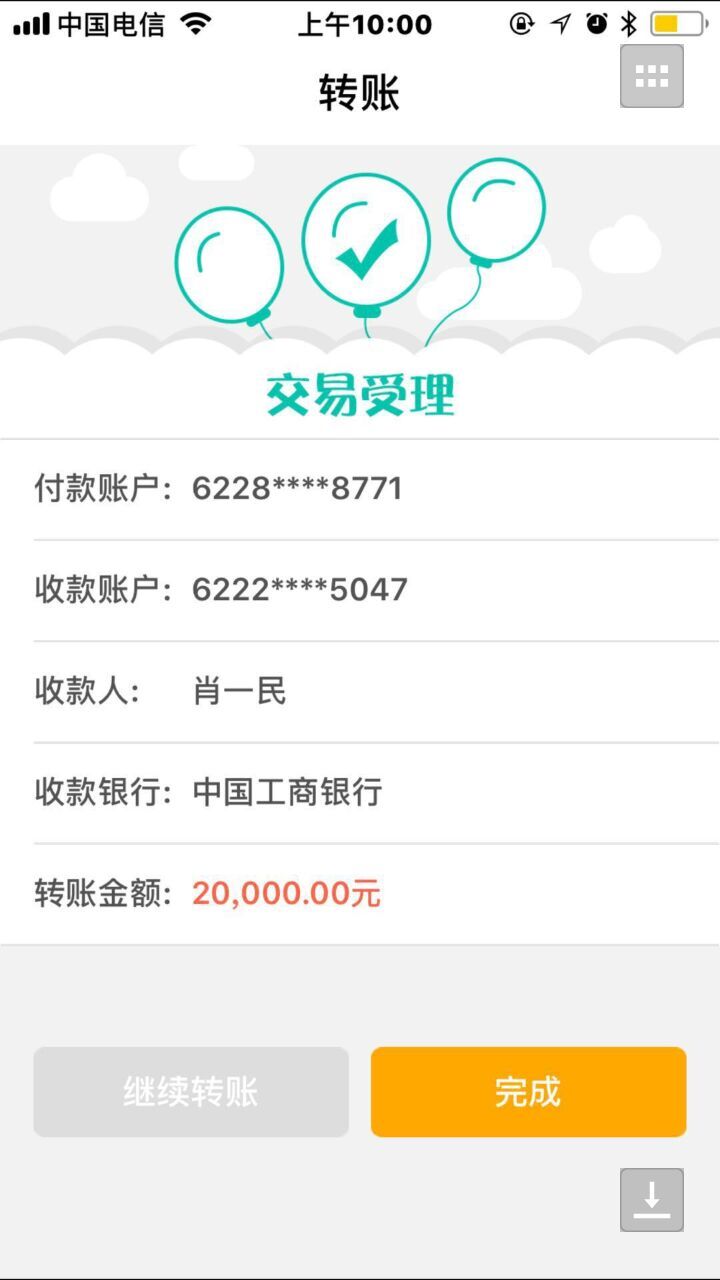 中国电信 上午10:00
转账
交易受理
付款账户: 6228****8771
收款账户: 6222****5047
收款人: 肖一民
收款银行: 中国工商银行
转账金额: 20,000.00元
继续转账 完成